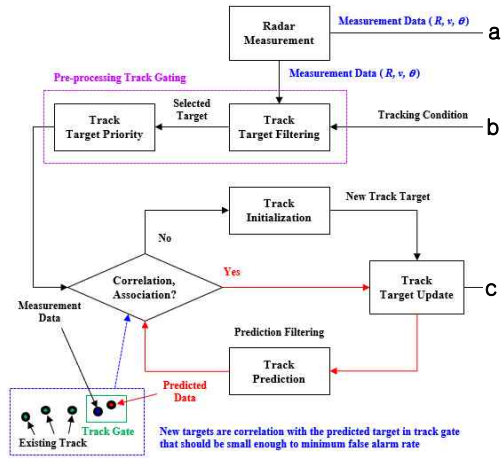 Radar
Measurement
Measurement Data ( R, v, θ )
a
Measurement Data ( R, v, θ )
Pre-processing Track Gating
Track
Target Priority
Selected
Target
Track
Target Filtering
Tracking Condition
b
Track
Initialization
New Track Target
No
Correlation,
Association?
Yes
Track
Target Update
c
Measurement
Data
Prediction Filtering
Track
Prediction
Predicted
Data
Track Gate
Existing Track
New targets are correlation with the predicted target in track gate
that should be small enough to minimum false alarm rate